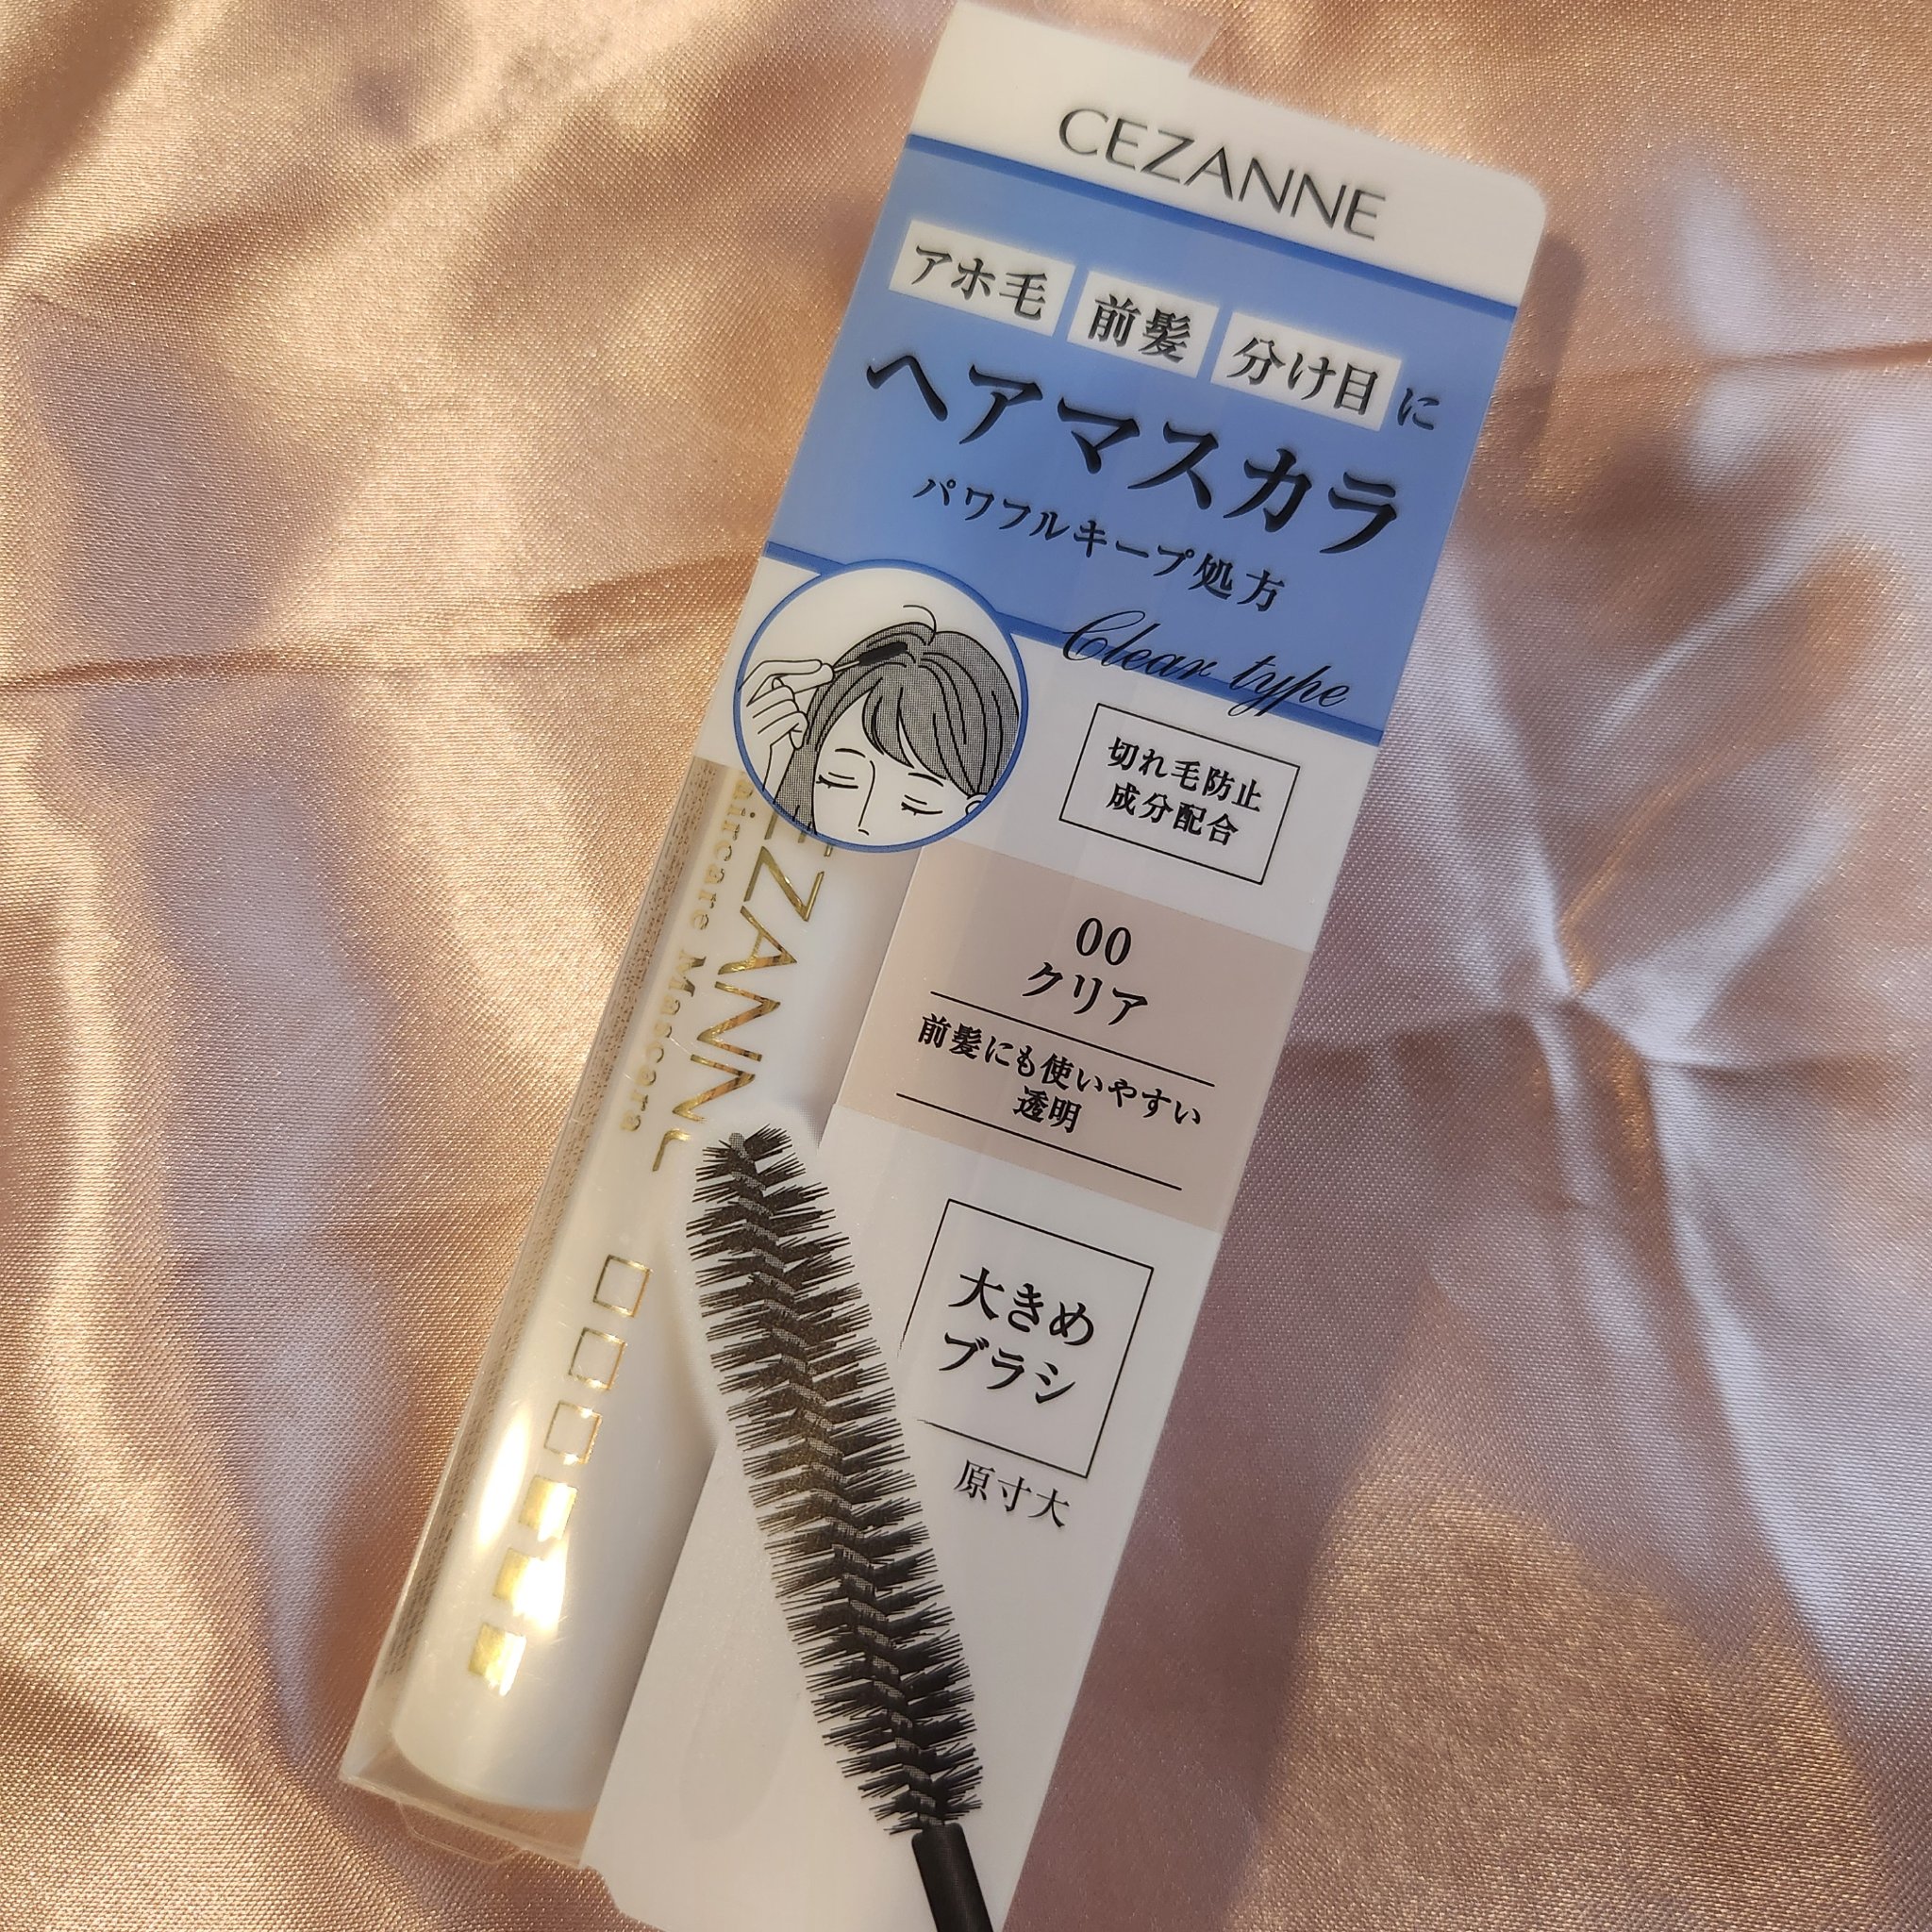 CEZANNE
アホ毛 前髪 分け目 に
ヘアマスカラ
パワフルキープ処方
Clear type
切れ毛防止
成分配合
00
クリア
前髪にも使いやすい
透明
大きめ
ブラシ
原寸大
Mascara